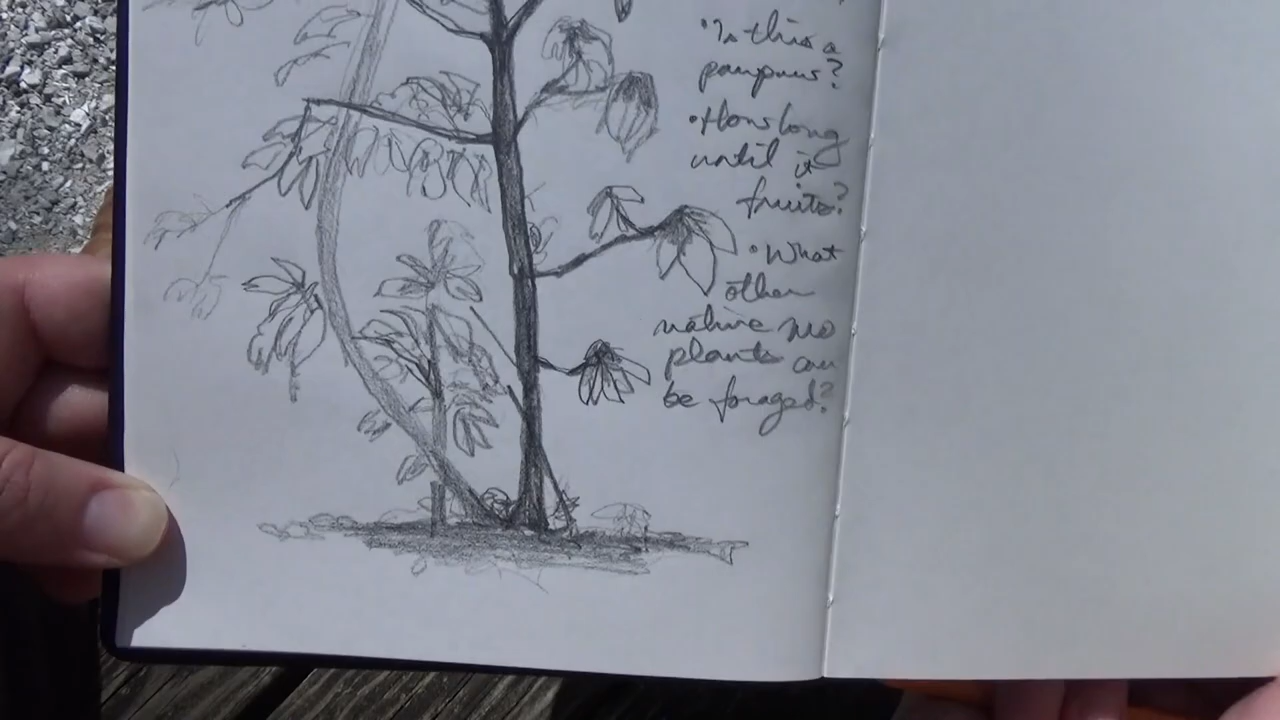 • Is this a
pawpaw?
• How long
until it
fruits?
• What
other
native MO
plants can
be foraged?